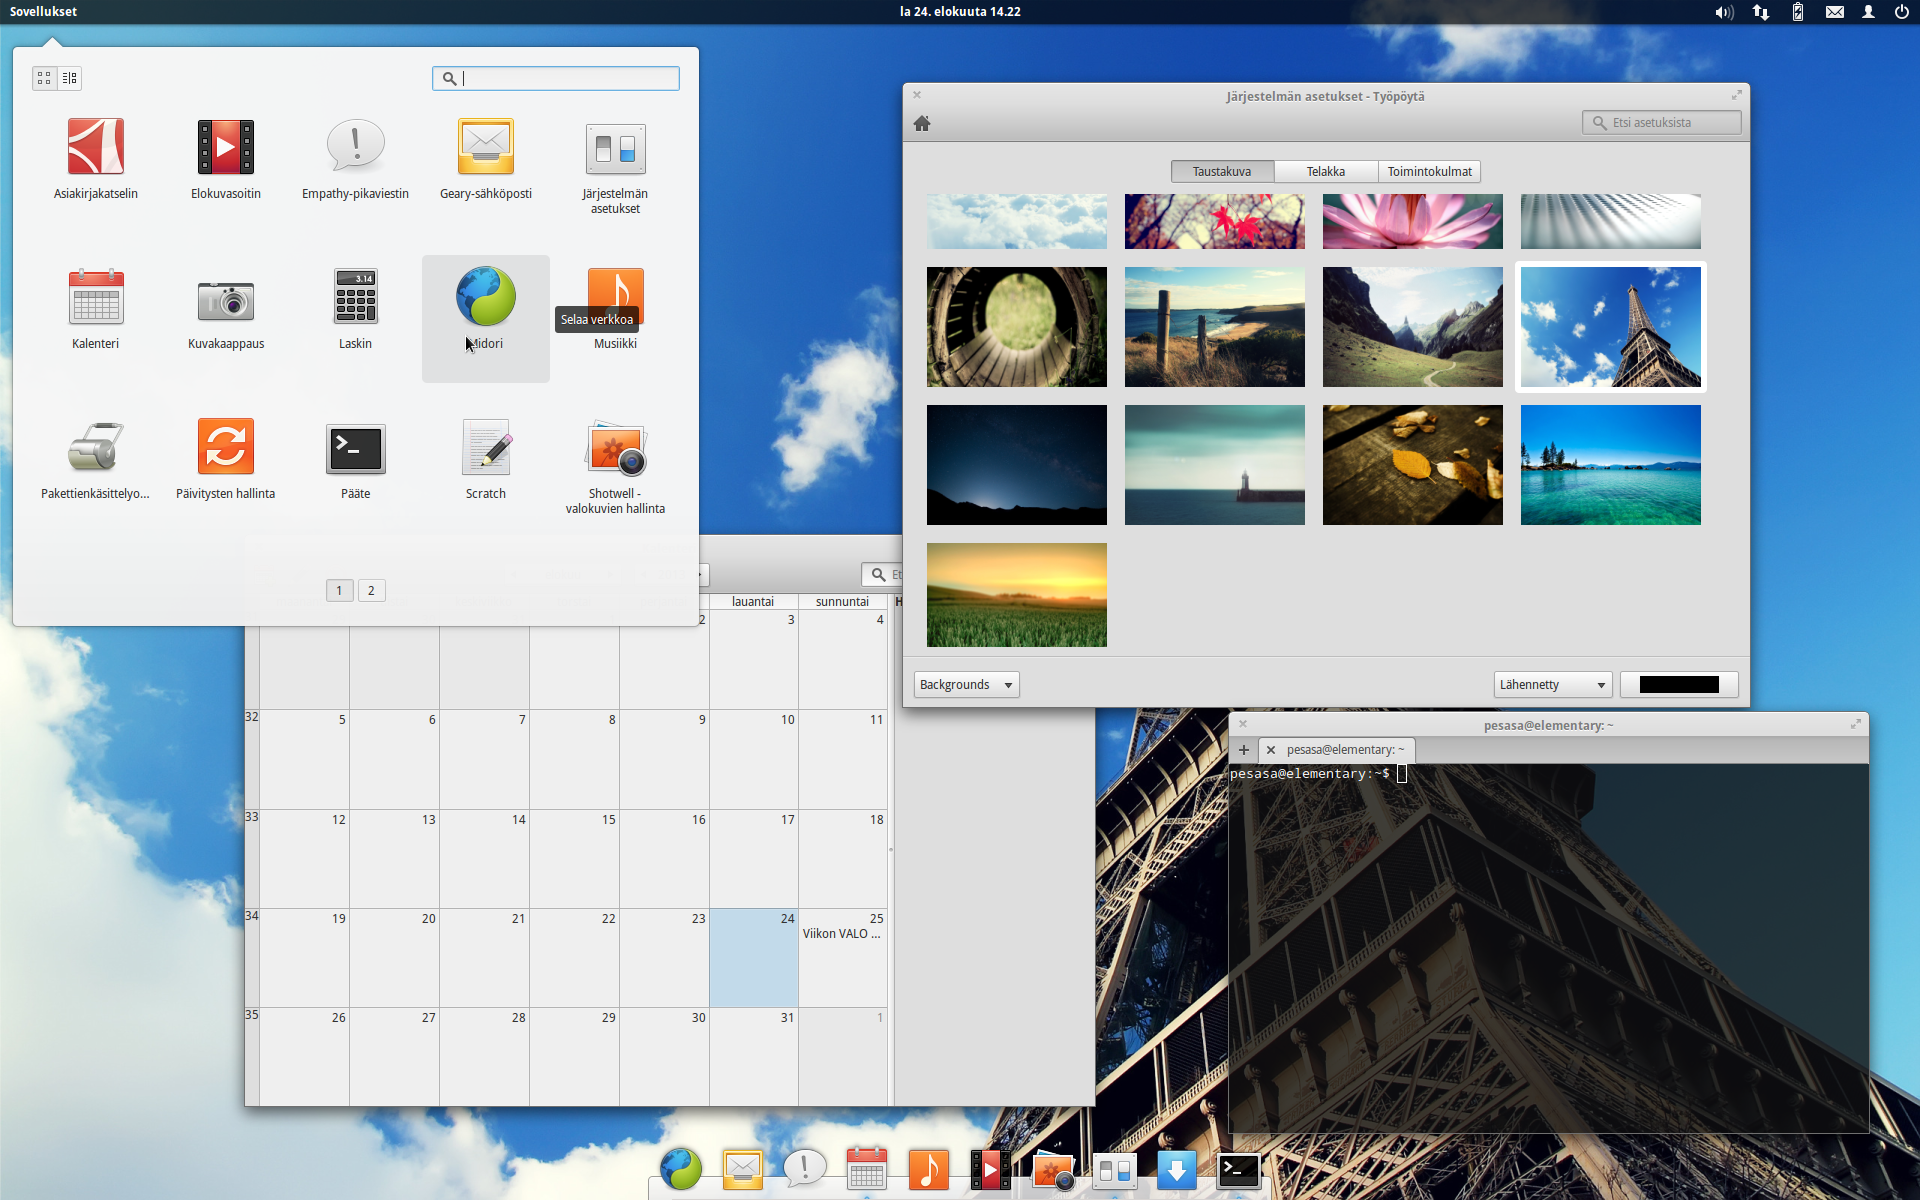 Sovellukset
la 24. elokuuta 14.22
Asiakirjakatselin
Elokuvasoitin
Empathy-pikaviestin
Geary-sähköposti
Järjestelmän
asetukset
3.14
Kalenteri
Kuvakaappaus
Laskin
Midori
Selaa verkkoa
Musiikki
Pakettienkäsittelyo...
Päivitysten hallinta
Pääte
Scratch
Shotwell -
valokuvien hallinta
1
2
Järjestelmän asetukset - Työpöytä
Etsi asetuksista
Taustakuva
Telakka
Toimintokulmat
Backgrounds
Lähennetty
lauantai
sunnuntai
2 3 4
32 5 6 7 8 9 10 11
33 12 13 14 15 16 17 18
34 19 20 21 22 23 24 25
Viikon VALO ...
35 26 27 28 29 30 31 1
pesasa@elementary: ~
pesasa@elementary: ~
pesasa@elementary:~$